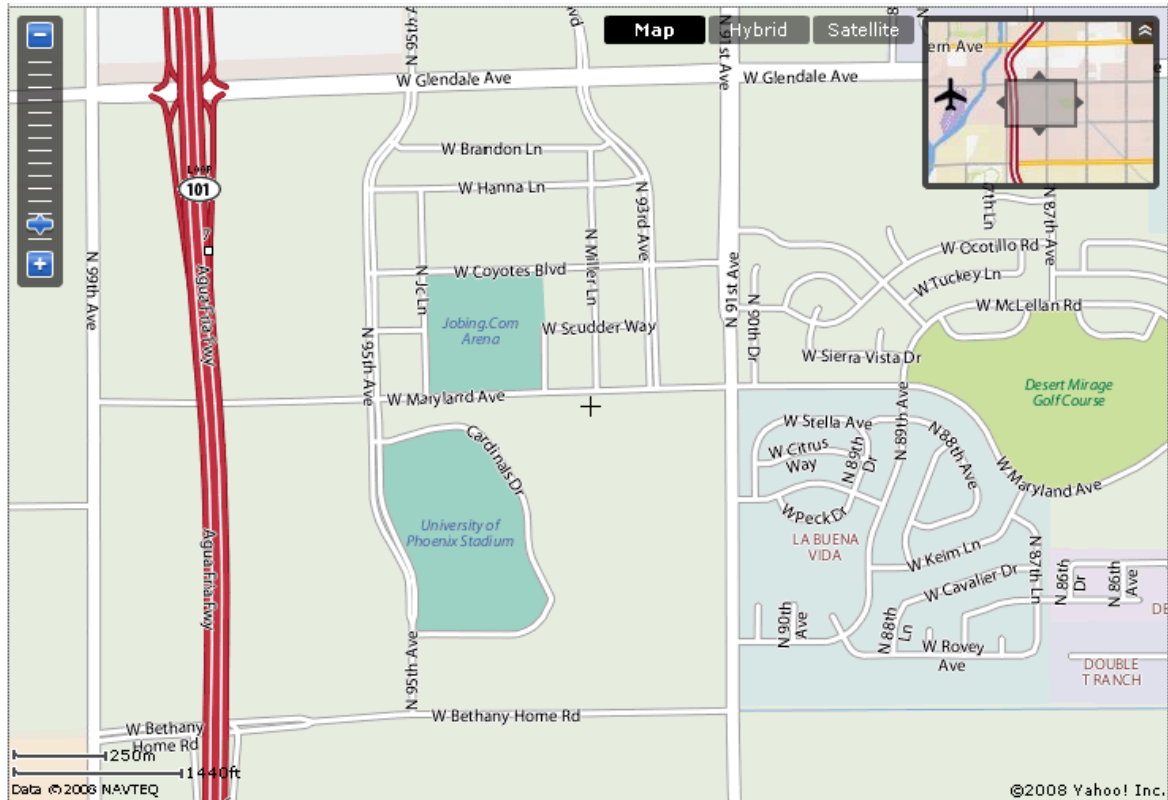 Map
Hybrid
Satellite
ern Ave
N 95th A
vd
N 91st Ave
W Glendale Ave
W Glendale Ave
W Brandon Ln
W Hanna Ln
LOOP
101
N 93rd Ave
7th Ln
N 87th Ave
N 99th Ave
Agua Fria Fwy
N Jc Ln
W Coyotes Blvd
N Miller Ln
N 91st Ave
N 90th Dr
W Ocotillo Rd
W Tuckey Ln
W McLellan Rd
Jobing.Com
Arena
W Scudder Way
W Sierra Vista Dr
N 95th Ave
W Maryland Ave
Desert Mirage
Golf Course
N 89th Ave
W Stella Ave
W Citrus
Way
N 89th
Dr
N 88th Ave
Cardinals Dr
W Maryland Ave
W Peck Dr
University of
Phoenix Stadium
LA BUENA
VIDA
W Keim Ln
W Cavalier Dr
N 87th Ln
N 86th
Dr
N 86th
Ave
DE
Agua Fria Fwy
N 90th
Ave
N 88th
Ln
W Rovey
Ave
DOUBLE
T RANCH
N 95th Ave
W Bethany Home Rd
W Bethany
Home Rd
250m
1440ft
Data ©2008 NAVTEQ
©2008 Yahoo! Inc.